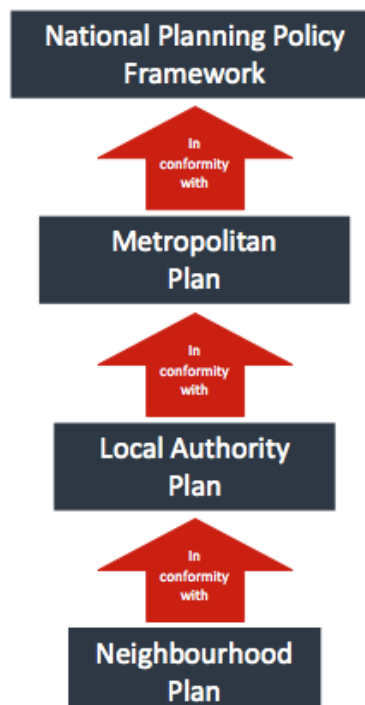 National Planning Policy
Framework
In
conformity
with
Metropolitan
Plan
In
conformity
with
Local Authority
Plan
In
conformity
with
Neighbourhood
Plan